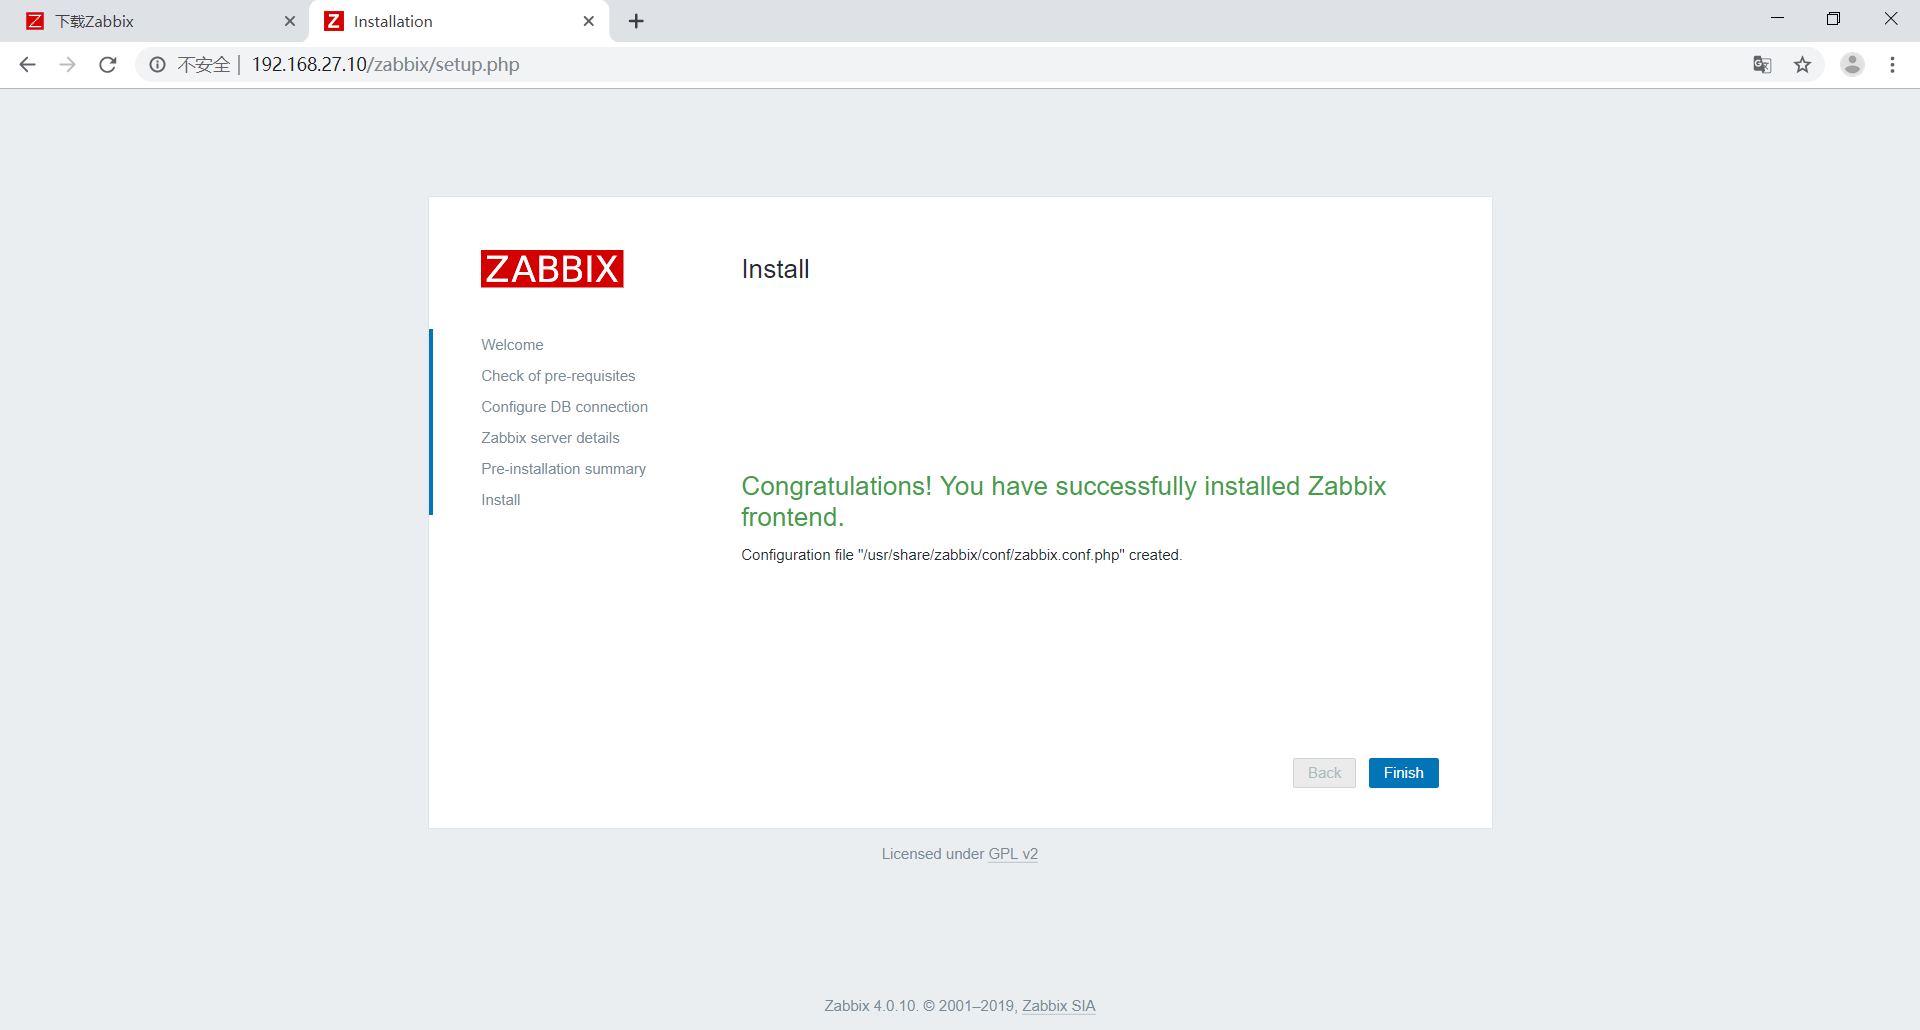 下载Zabbix
Installation
不安全
192.168.27.10/zabbix/setup.php
ZABBIX
Install
Welcome
Check of pre-requisites
Configure DB connection
Zabbix server details
Pre-installation summary
Install
Congratulations! You have successfully installed Zabbix
frontend.
Configuration file "/usr/share/zabbix/conf/zabbix.conf.php" created.
Back
Finish
Licensed under GPL v2
Zabbix 4.0.10. © 2001–2019, Zabbix SIA